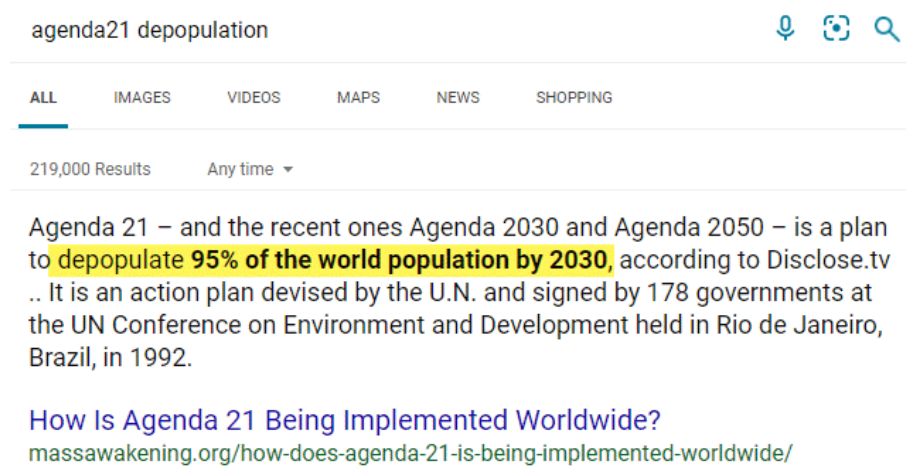 agenda21 depopulation
ALL IMAGES VIDEOS MAPS NEWS SHOPPING
219,000 Results Any time
Agenda 21 – and the recent ones Agenda 2030 and Agenda 2050 – is a plan
to depopulate 95% of the world population by 2030, according to Disclose.tv
.. It is an action plan devised by the U.N. and signed by 178 governments at
the UN Conference on Environment and Development held in Rio de Janeiro,
Brazil, in 1992.
How Is Agenda 21 Being Implemented Worldwide?
massawakening.org/how-does-agenda-21-is-being-implemented-worldwide/